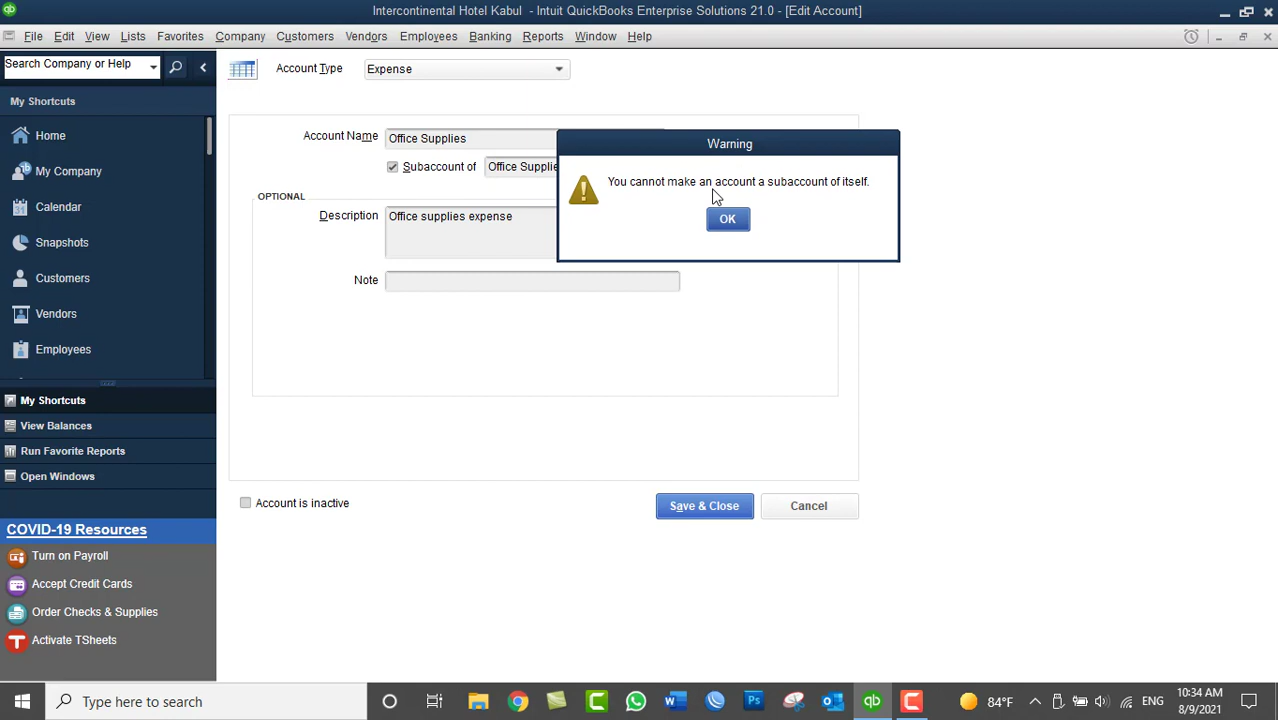 Intercontinental Hotel Kabul - Intuit QuickBooks Enterprise Solutions 21.0 - [Edit Account]
File Edit View Lists Favorites Company Customers Vendors Employees Banking Reports Window Help
Search Company or Help
Account Type Expense
My Shortcuts
Home
My Company
Calendar
Snapshots
Customers
Vendors
Employees
My Shortcuts
View Balances
Run Favorite Reports
Open Windows
COVID-19 Resources
Turn on Payroll
Accept Credit Cards
Order Checks & Supplies
Activate TSheets
Account Name Office Supplies
Subaccount of Office Supplie
OPTIONAL
Description Office supplies expense
Note
Warning
You cannot make an account a subaccount of itself.
OK
Account is inactive
Save & Close Cancel
Type here to search
84°F ENG
10:34 AM
8/9/2021